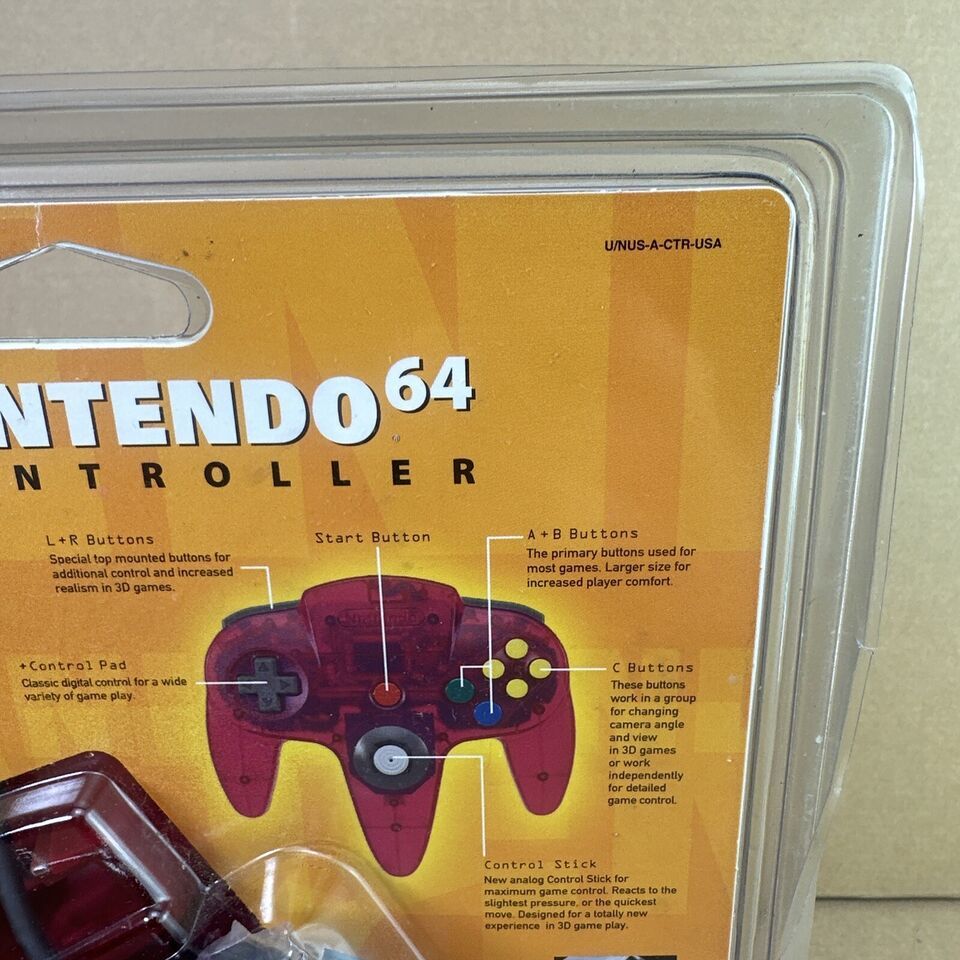 U/NUS-A-CTR-USA
NTENDO 64
NTROLLER
L+R Buttons
Special top mounted buttons for
additional control and increased
realism in 3D games.
Start Button
A+B Buttons
The primary buttons used for
most games. Larger size for
increased player comfort.
Nintendo
+Control Pad
Classic digital control for a wide
variety of game play.
C Buttons
These buttons
work in a group
for changing
camera angle
and view
in 3D games
or work
independently
for detailed
game control.
Control Stick
New analog Control Stick for
maximum game control. Reacts to the
slightest pressure, or the quickest
move. Designed for a totally new
experience in 3D game play.